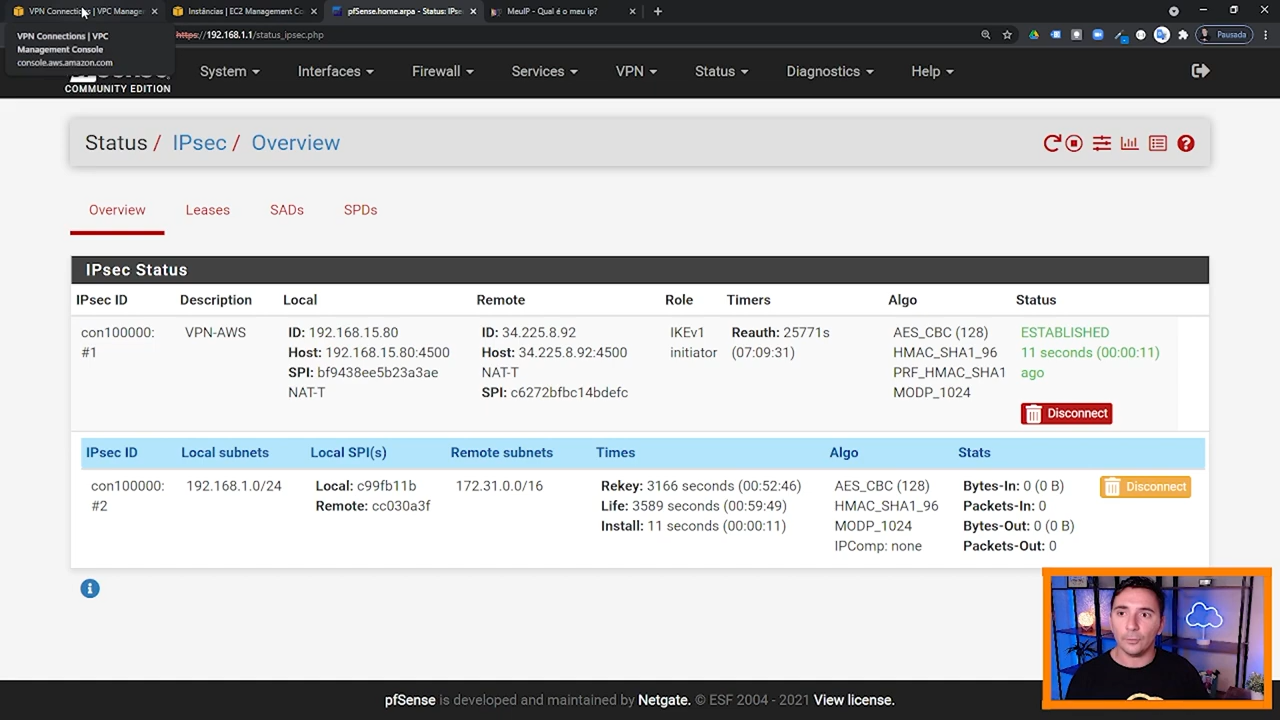 VPN Connections | VPC Manage
Instâncias | EC2 Management Co
pfSense.home.arpa - Status: IPse
MeuIP - Qual é o meu ip?
VPN Connections | VPC
Management Console
console.aws.amazon.com
https://192.168.1.1/status_ipsec.php
Pausada
COMMUNITY EDITION
System
Interfaces
Firewall
Services
VPN
Status
Diagnostics
Help
Status / IPsec / Overview
Overview
Leases
SADs
SPDs
IPsec Status
IPsec ID Description Local Remote Role Timers Algo Status
con100000:
#1
VPN-AWS
ID: 192.168.15.80
Host: 192.168.15.80:4500
SPI: bf9438ee5b23a3ae
NAT-T
ID: 34.225.8.92
Host: 34.225.8.92:4500
NAT-T
SPI: c6272bfbc14bdefc
IKEv1
initiator
Reauth: 25771s
(07:09:31)
AES_CBC (128)
HMAC_SHA1_96
PRF_HMAC_SHA1
MODP_1024
ESTABLISHED
11 seconds (00:00:11)
ago
Disconnect
IPsec ID Local subnets Local SPI(s) Remote subnets Times Algo Stats
con100000:
#2
192.168.1.0/24
Local: c99fb11b
Remote: cc030a3f
172.31.0.0/16
Rekey: 3166 seconds (00:52:46)
Life: 3589 seconds (00:59:49)
Install: 11 seconds (00:00:11)
AES_CBC (128)
HMAC_SHA1_96
MODP_1024
IPComp: none
Bytes-In: 0 (0 B)
Packets-In: 0
Bytes-Out: 0 (0 B)
Packets-Out: 0
Disconnect
pfSense is developed and maintained by Netgate. © ESF 2004 - 2021 View license.